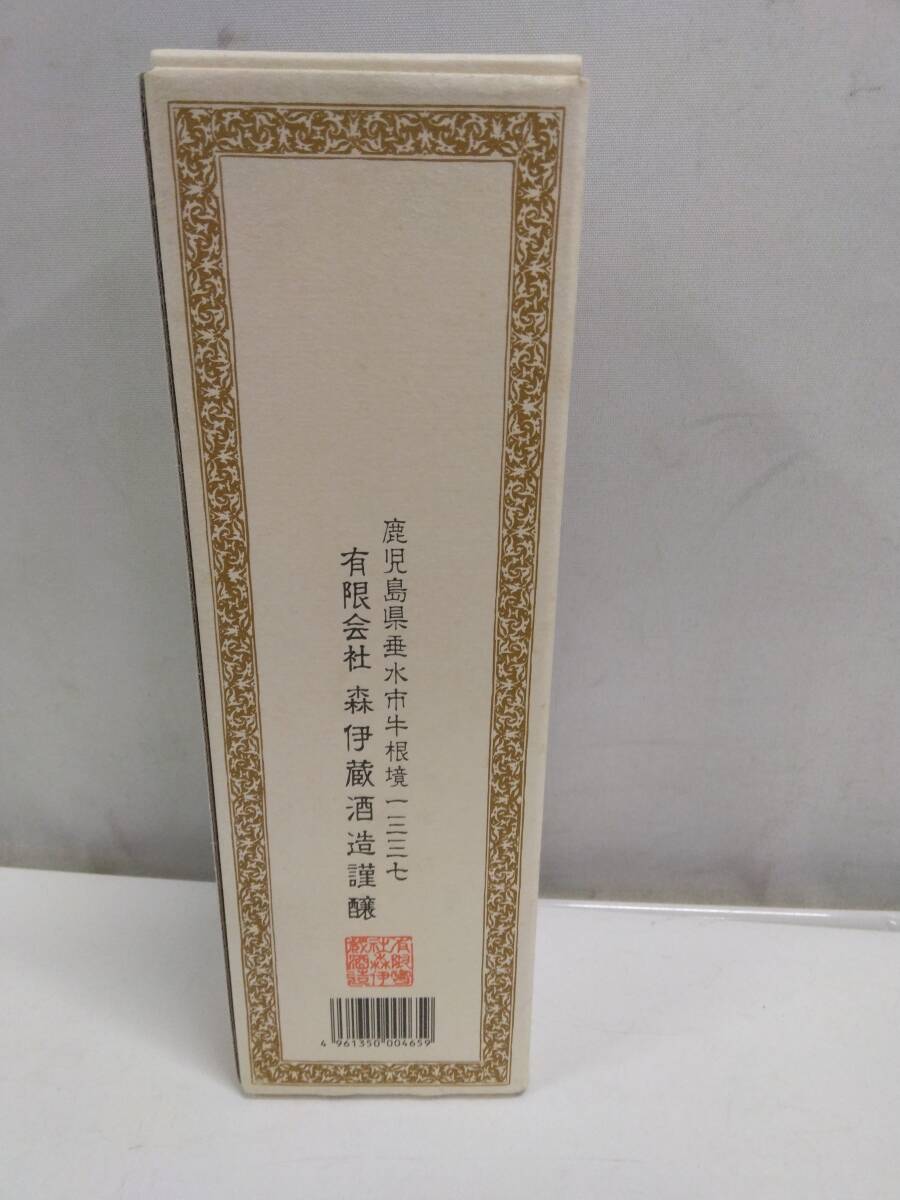 鹿児島県垂水市牛根境一三三七
有限会社 森伊蔵酒造謹醸
有限會
社森伊
蔵酒造
4 961350 004659